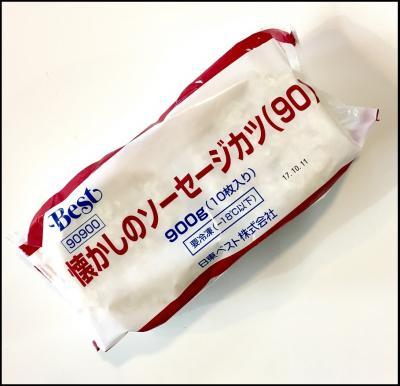 Best
90900
懐かしのソーセージカツ(90)
900g(10枚入り)
要冷凍(-18℃以下)
日東ベスト株式会社
17.10.11